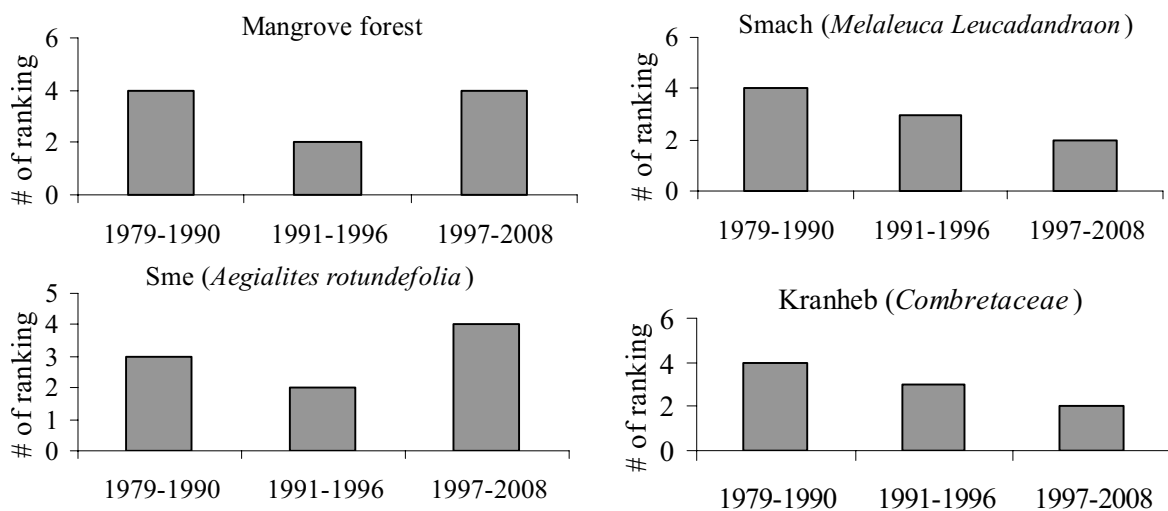 Mangrove forest
# of ranking
6
4
2
0
1979-1990 1991-1996 1997-2008
Smach (Melaleuca Leucadandraon)
# of ranking
6
4
2
0
1979-1990 1991-1996 1997-2008
Sme (Aegialites rotundefolia)
# of ranking
5
4
3
2
1
0
1979-1990 1991-1996 1997-2008
Kranheb (Combretaceae)
# of ranking
6
4
2
0
1979-1990 1991-1996 1997-2008